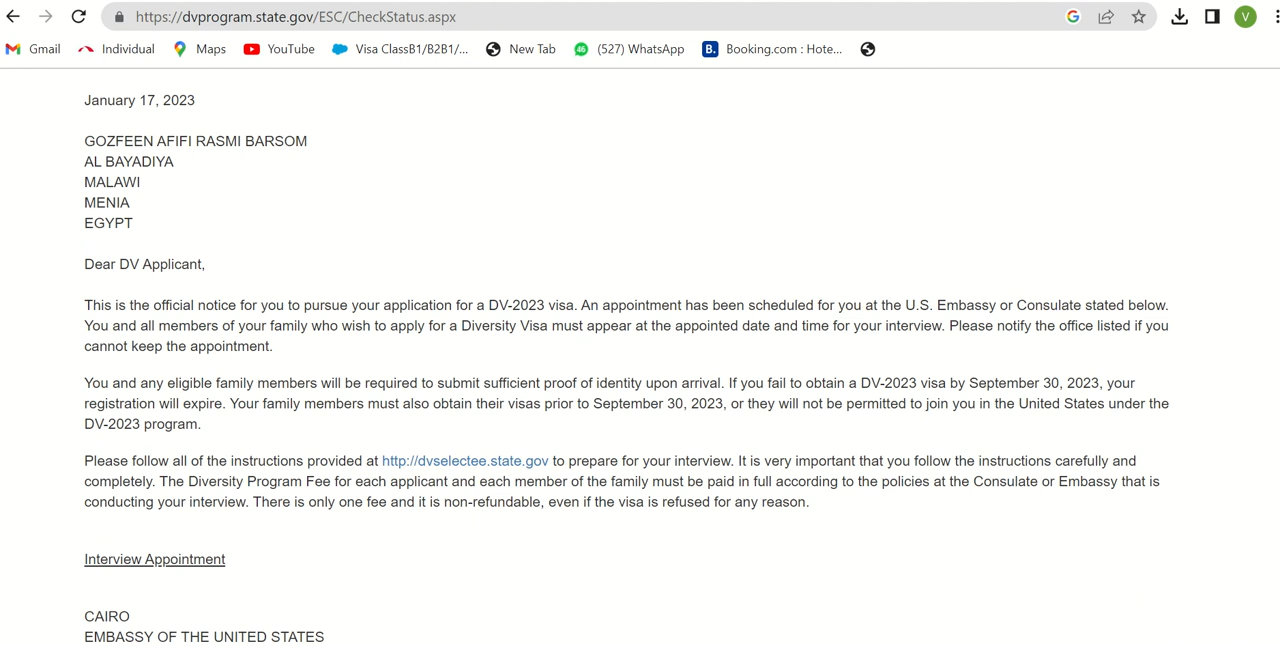 https://dvprogram.state.gov/ESC/CheckStatus.aspx
V
Gmail
Individual
Maps
YouTube
Visa ClassB1/B2B1/...
New Tab
46
(527) WhatsApp
B.
Booking.com : Hote...
January 17, 2023
GOZFEEN AFIFI RASMI BARSOM
AL BAYADIYA
MALAWI
MENIA
EGYPT
Dear DV Applicant,
This is the official notice for you to pursue your application for a DV-2023 visa. An appointment has been scheduled for you at the U.S. Embassy or Consulate stated below.
You and all members of your family who wish to apply for a Diversity Visa must appear at the appointed date and time for your interview. Please notify the office listed if you
cannot keep the appointment.
You and any eligible family members will be required to submit sufficient proof of identity upon arrival. If you fail to obtain a DV-2023 visa by September 30, 2023, your
registration will expire. Your family members must also obtain their visas prior to September 30, 2023, or they will not be permitted to join you in the United States under the
DV-2023 program.
Please follow all of the instructions provided at http://dvselectee.state.gov to prepare for your interview. It is very important that you follow the instructions carefully and
completely. The Diversity Program Fee for each applicant and each member of the family must be paid in full according to the policies at the Consulate or Embassy that is
conducting your interview. There is only one fee and it is non-refundable, even if the visa is refused for any reason.
Interview Appointment
CAIRO
EMBASSY OF THE UNITED STATES